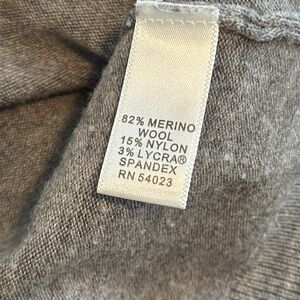 82% MERINO
WOOL
15% NYLON
3% LYCRA®
SPANDEX
RN 54023